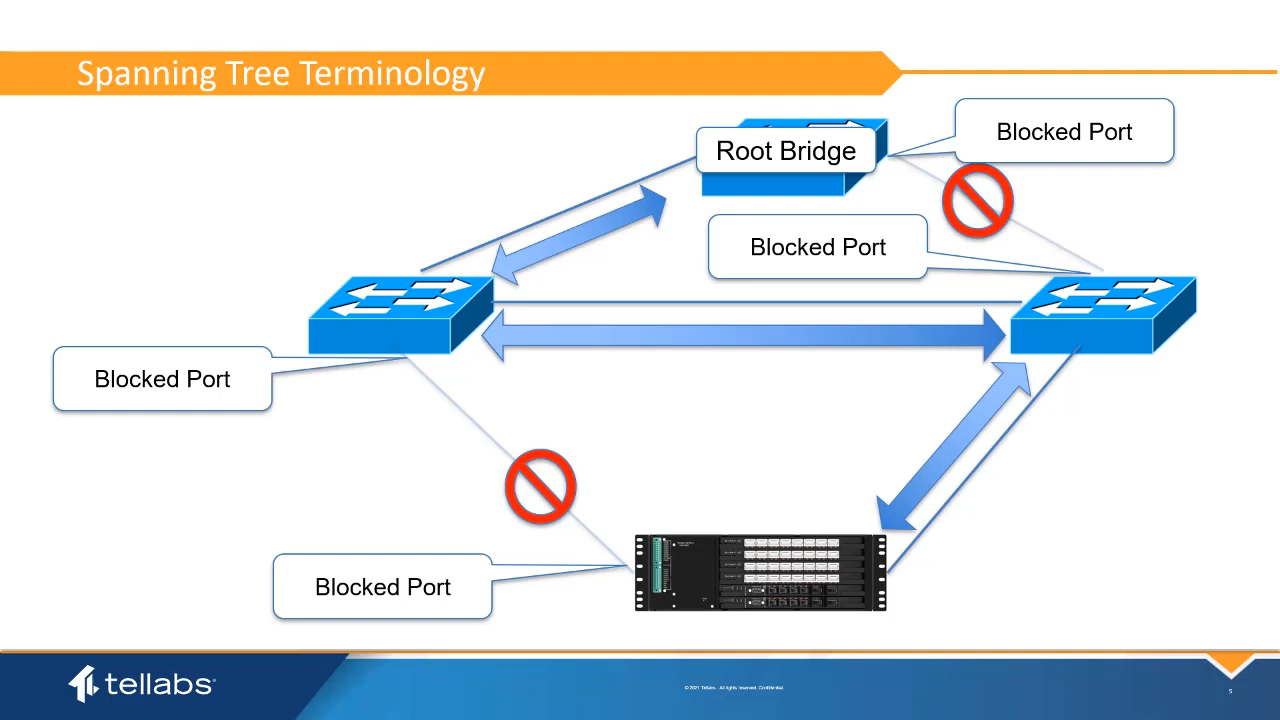 Spanning Tree Terminology
Blocked Port
Root Bridge
Blocked Port
Blocked Port
Blocked Port
tellabs
© 2021 Tellabs. All rights reserved. Confidential
5